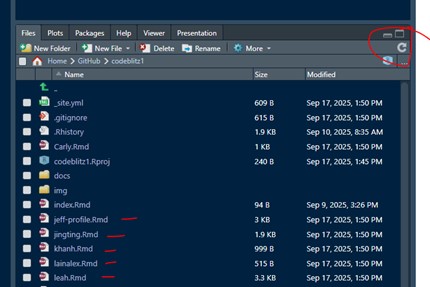 Files Plots Packages Help Viewer Presentation
New Folder New File Delete Rename More
Home GitHub codeblitz1 ...
Name Size Modified
..
_site.yml 609 B Sep 17, 2025, 1:50 PM
.gitignore 615 B Sep 17, 2025, 1:50 PM
.Rhistory 1.9 KB Sep 10, 2025, 8:35 AM
Carly.Rmd 1 KB Sep 17, 2025, 1:50 PM
codeblitz1.Rproj 240 B Sep 17, 2025, 1:45 PM
docs
img
index.Rmd 94 B Sep 9, 2025, 3:26 PM
jeff-profile.Rmd 3 KB Sep 17, 2025, 1:50 PM
jingting.Rmd 1.9 KB Sep 17, 2025, 1:50 PM
khanh.Rmd 999 B Sep 17, 2025, 1:50 PM
lainalex.Rmd 515 B Sep 17, 2025, 1:50 PM
leah.Rmd 3.3 KB Sep 17, 2025, 1:50 PM